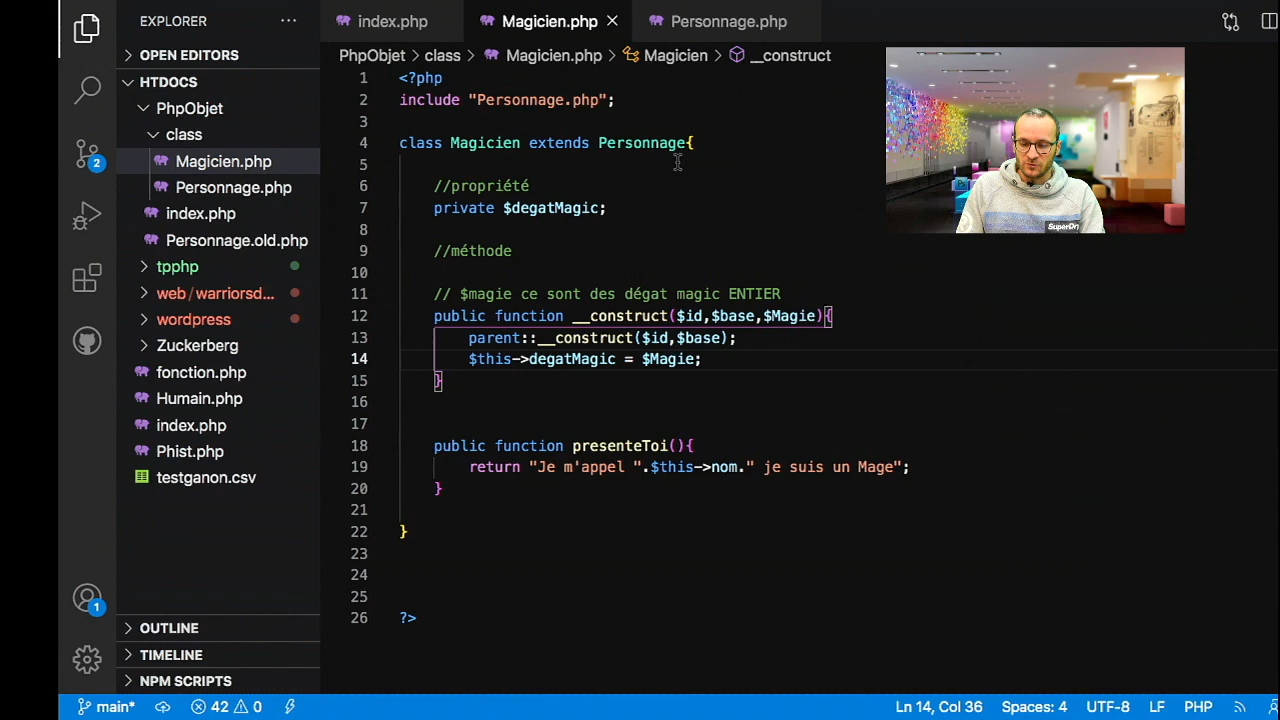 EXPLORER
index.php
Magicien.php
Personnage.php
OPEN EDITORS
PhpObjet > class > Magicien.php > Magicien > __construct
HTDOCS
PhpObjet
class
Magicien.php
Personnage.php
index.php
Personnage.old.php
tpphp
web/warriorsd...
wordpress
Zuckerberg
fonction.php
Humain.php
index.php
Phist.php
testganon.csv
OUTLINE
TIMELINE
NPM SCRIPTS
2
1
1 <?php
2 include "Personnage.php";
3
4 class Magicien extends Personnage{
5
6 //propriété
7 private $degatMagic;
8
9 //méthode
10
11 // $magie ce sont des dégat magic ENTIER
12 public function __construct($id,$base,$Magie){
13 parent::__construct($id,$base);
14 $this->degatMagic = $Magie;
15 }
16
17
18 public function presenteToi(){
19 return "Je m'appel ".$this->nom." je suis un Mage";
20 }
21
22 }
23
24
25
26 ?>
SuperDry
main* 42 0 Ln 14, Col 36 Spaces: 4 UTF-8 LF PHP